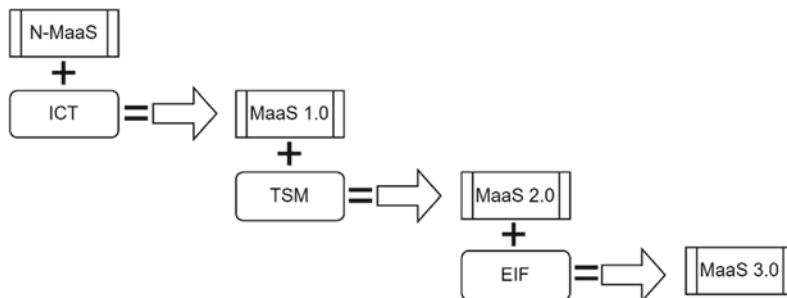 N-MaaS
+
ICT
=
MaaS 1.0
+
TSM
=
MaaS 2.0
+
EIF
=
MaaS 3.0